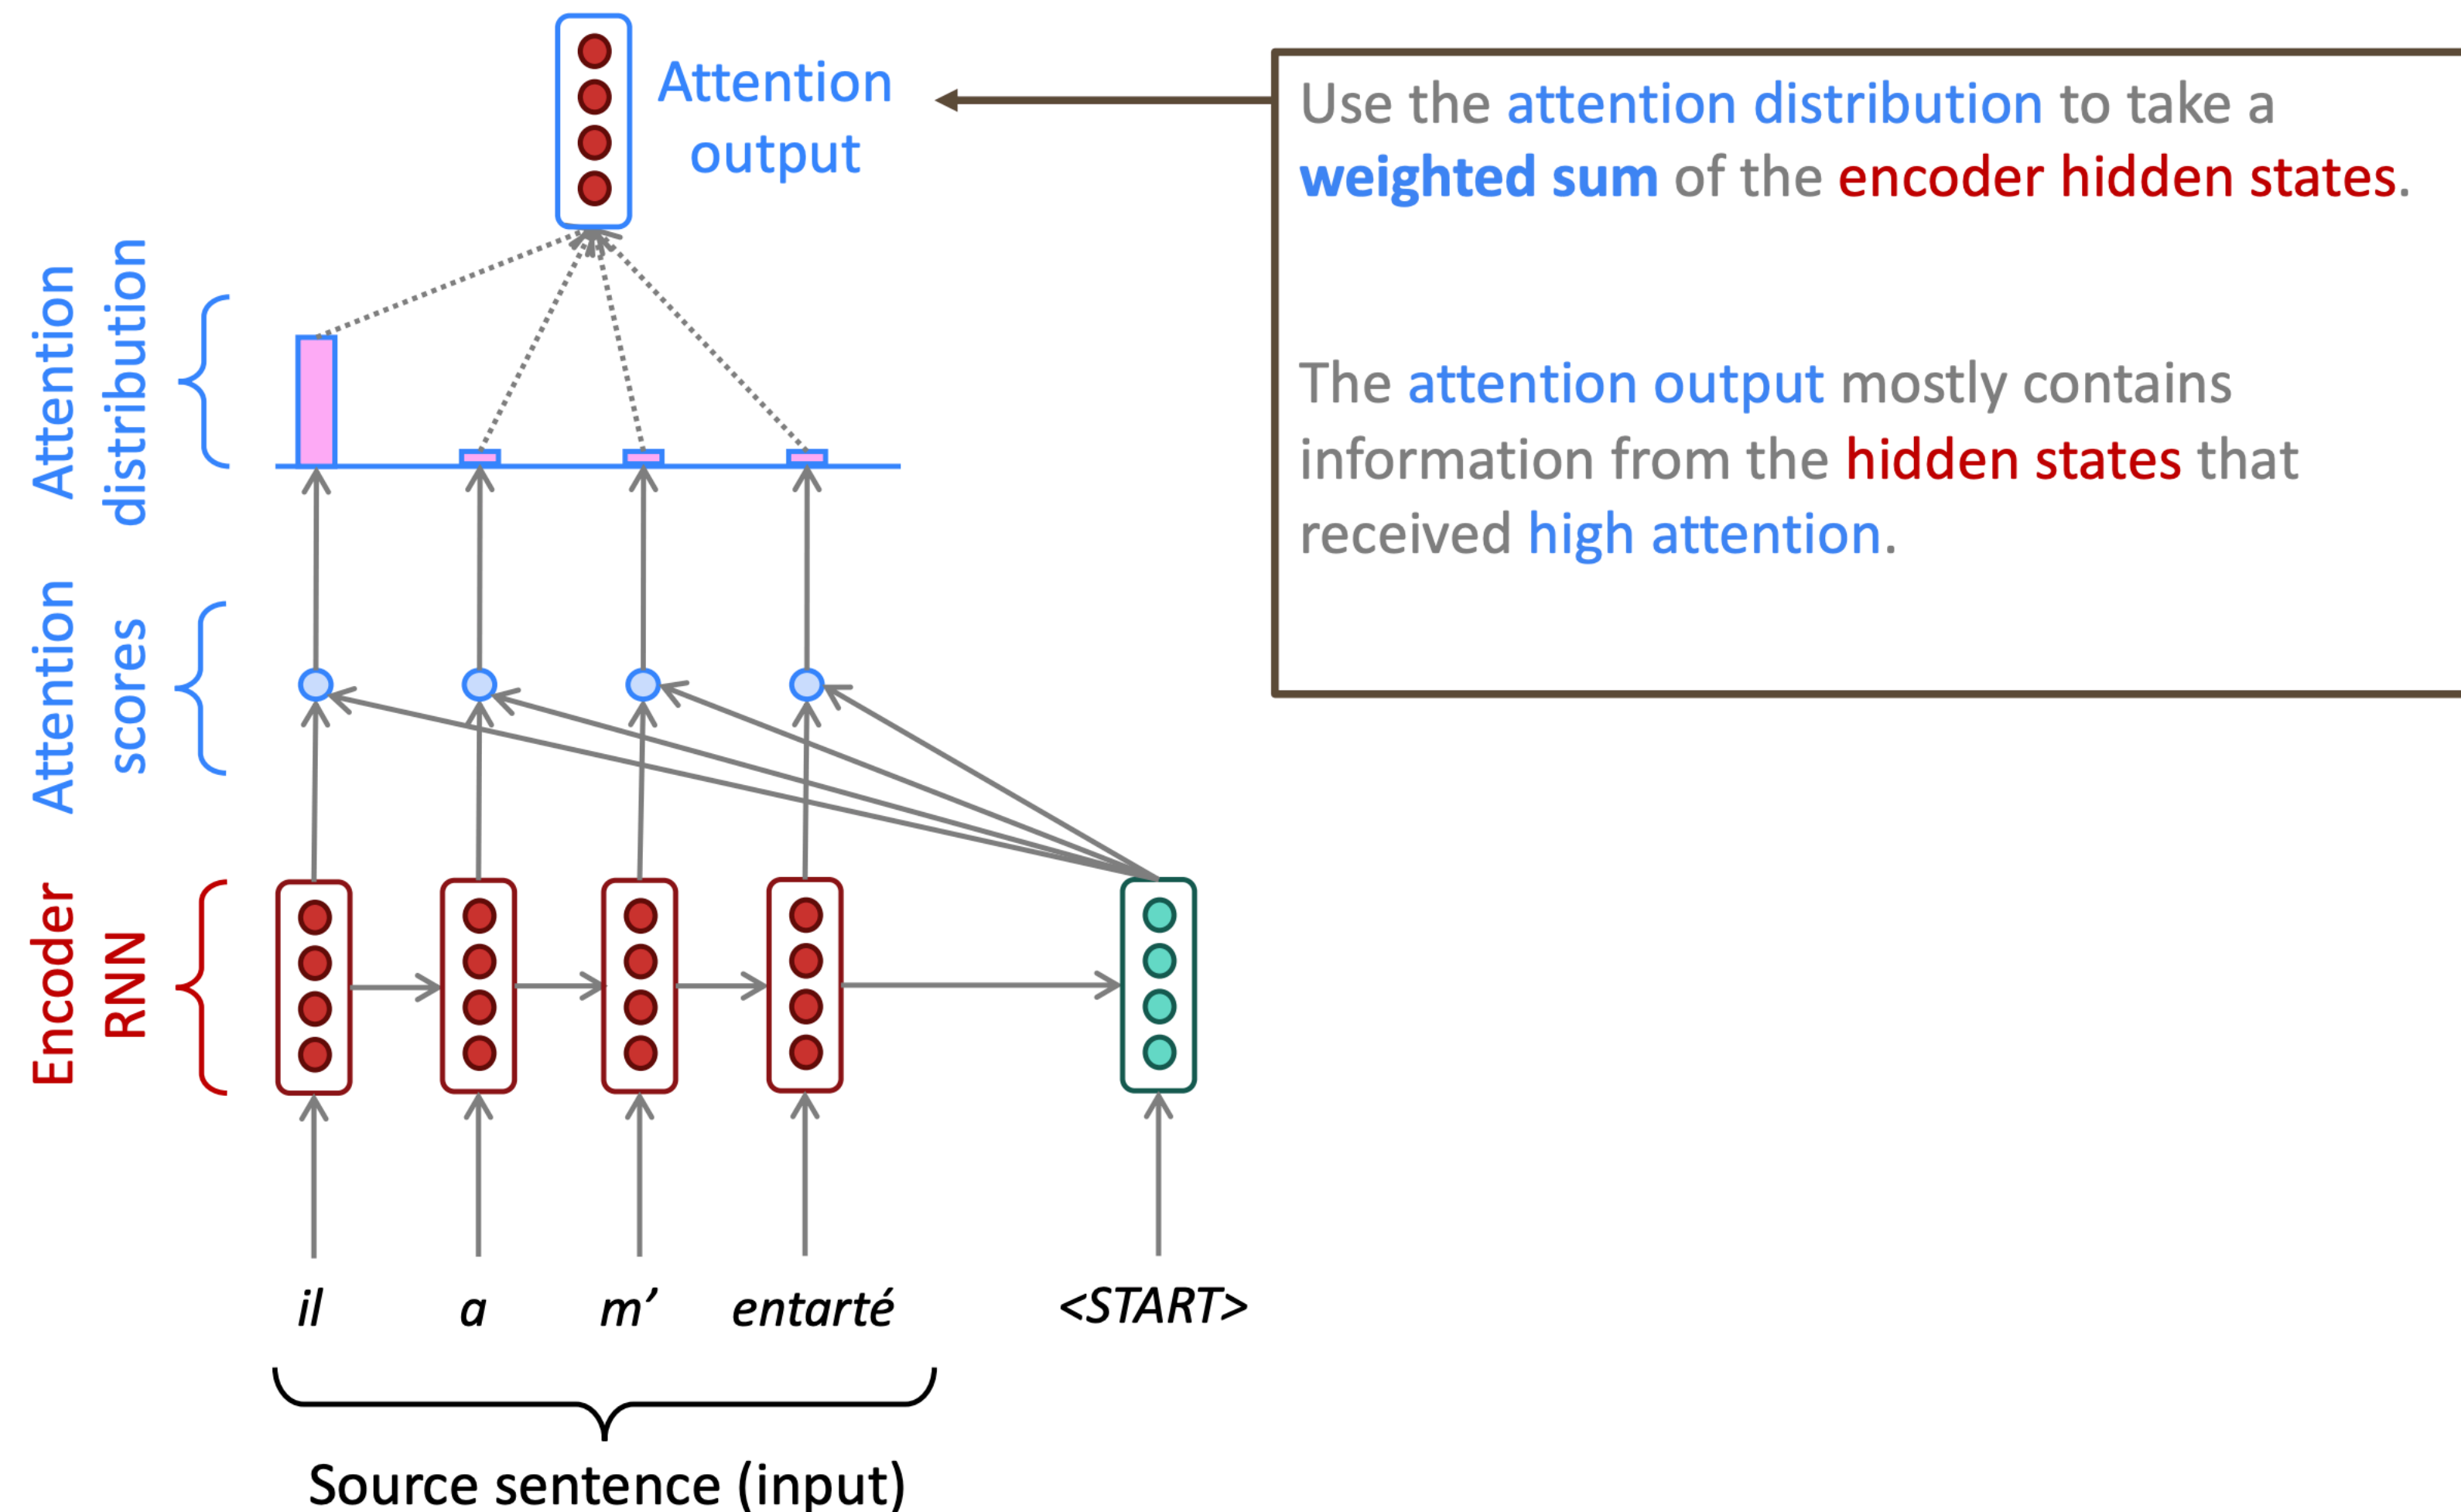 Attention
output
Use the attention distribution to take a
weighted sum of the encoder hidden states.
The attention output mostly contains
information from the hidden states that
received high attention.
Attention
distribution
Attention
scores
Encoder
RNN
il a m’ entarté <START>
Source sentence (input)